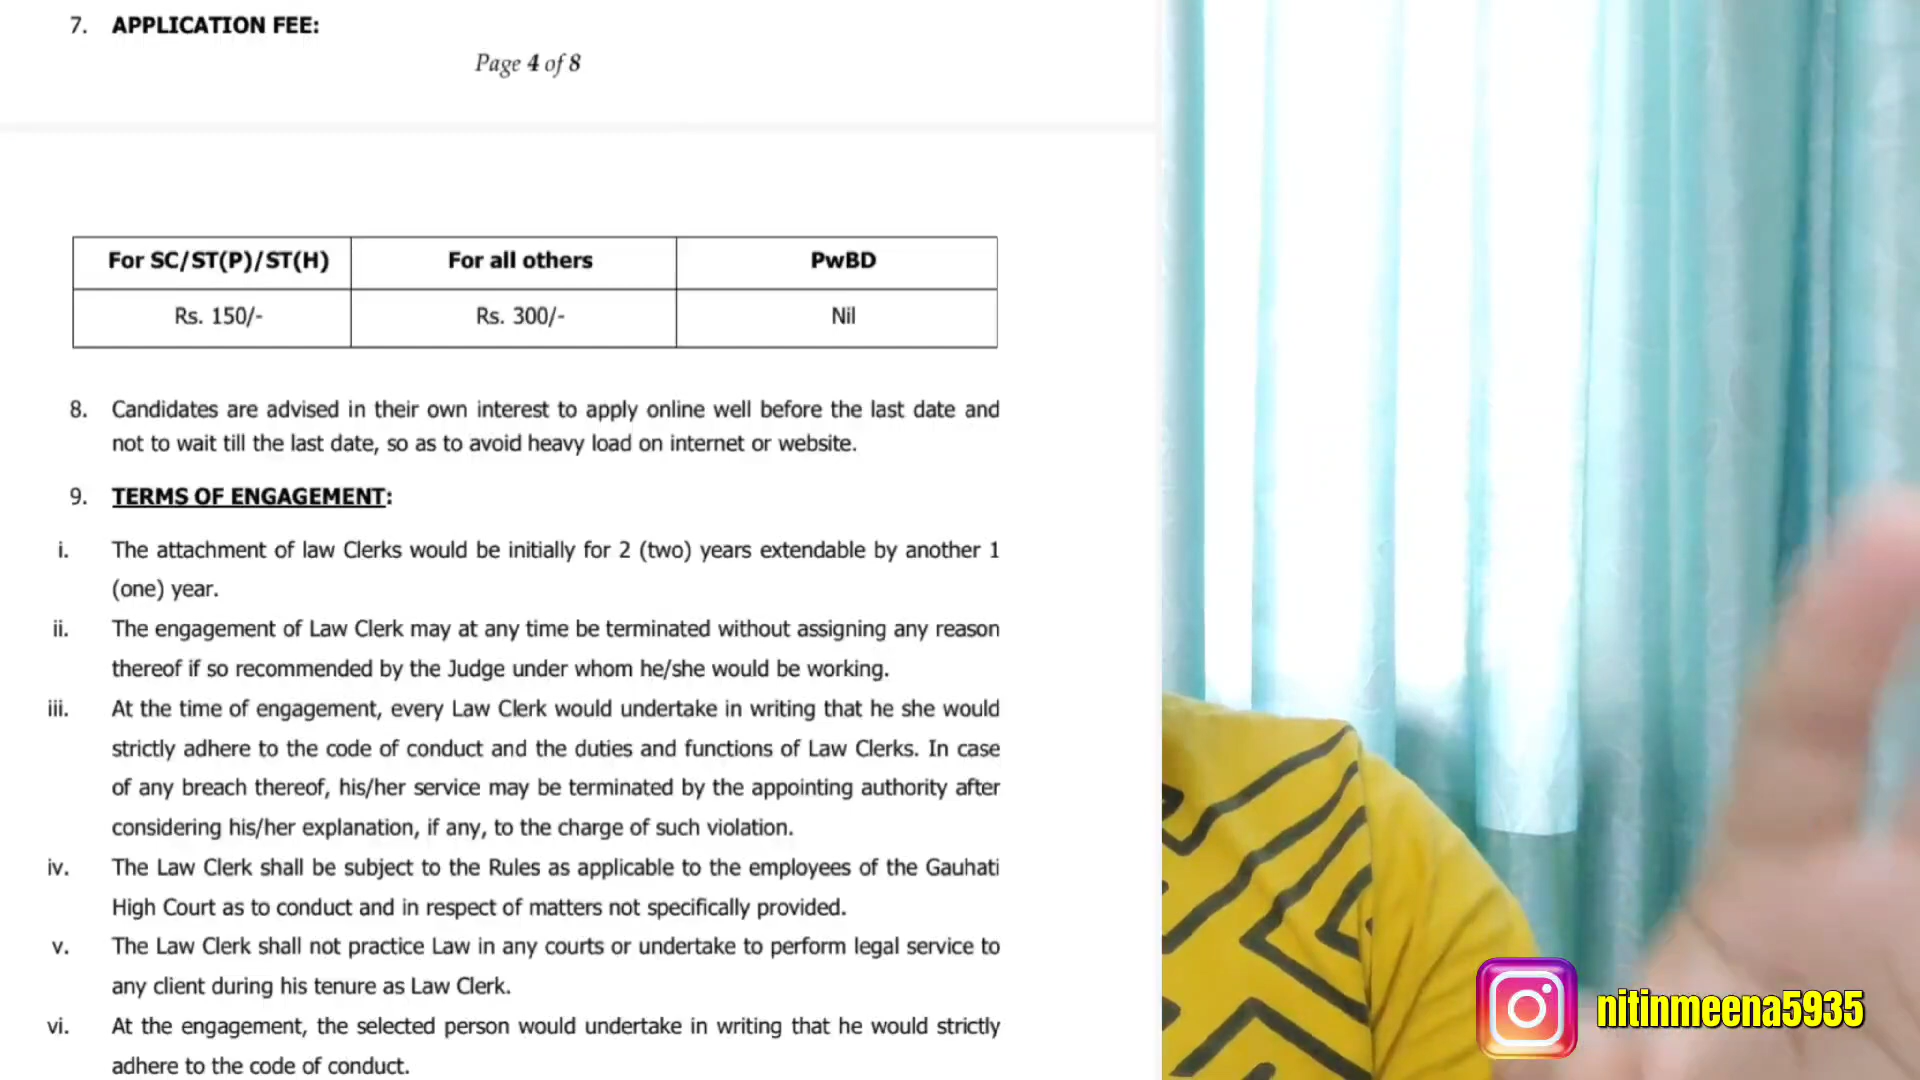 7. APPLICATION FEE:
Page 4 of 8
For SC/ST(P)/ST(H) For all others PwBD
Rs. 150/- Rs. 300/- Nil
8. Candidates are advised in their own interest to apply online well before the last date and
not to wait till the last date, so as to avoid heavy load on internet or website.
9. TERMS OF ENGAGEMENT:
i. The attachment of law Clerks would be initially for 2 (two) years extendable by another 1
(one) year.
ii. The engagement of Law Clerk may at any time be terminated without assigning any reason
thereof if so recommended by the Judge under whom he/she would be working.
iii. At the time of engagement, every Law Clerk would undertake in writing that he she would
strictly adhere to the code of conduct and the duties and functions of Law Clerks. In case
of any breach thereof, his/her service may be terminated by the appointing authority after
considering his/her explanation, if any, to the charge of such violation.
iv. The Law Clerk shall be subject to the Rules as applicable to the employees of the Gauhati
High Court as to conduct and in respect of matters not specifically provided.
v. The Law Clerk shall not practice Law in any courts or undertake to perform legal service to
any client during his tenure as Law Clerk.
vi. At the engagement, the selected person would undertake in writing that he would strictly
adhere to the code of conduct.
nitinmeena5935